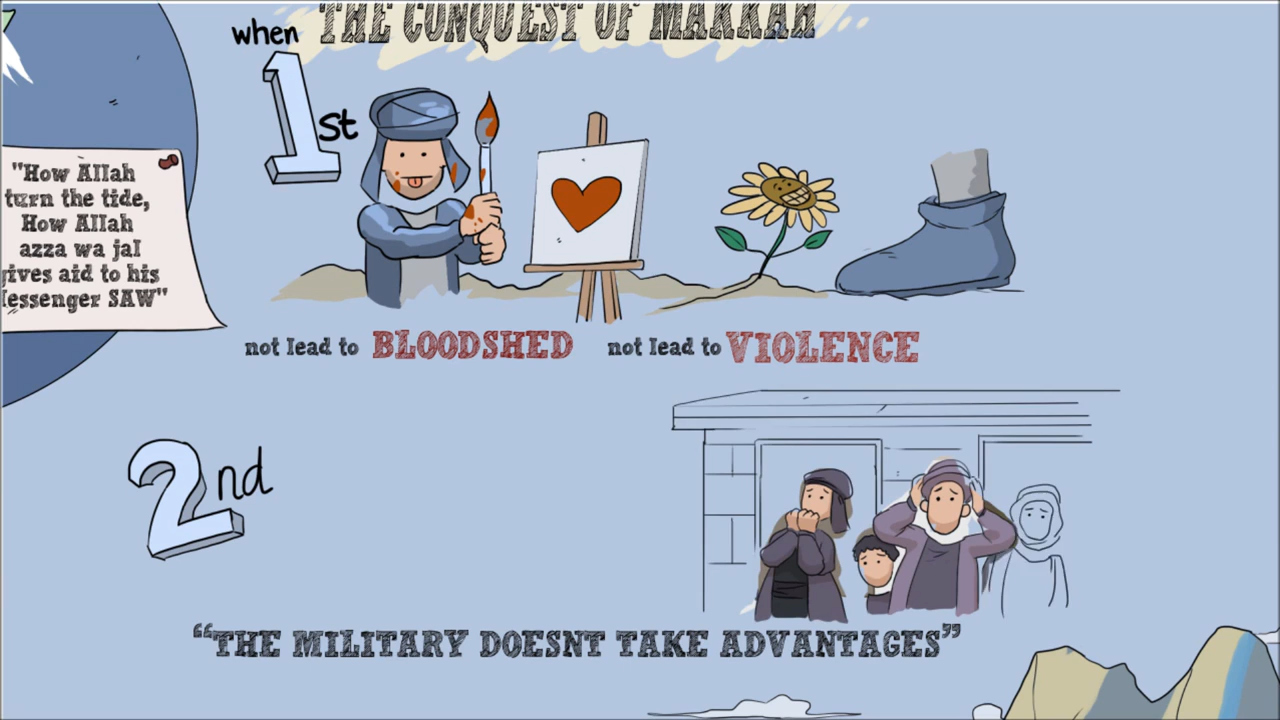 when THE CONQUEST OF MAKKAH
1st
"How Allah
turn the tide,
How Allah
azza wa jal
gives aid to his
Messenger SAW"
not lead to BLOODSHED not lead to VIOLENCE
2nd
“THE MILITARY DOESNT TAKE ADVANTAGES”